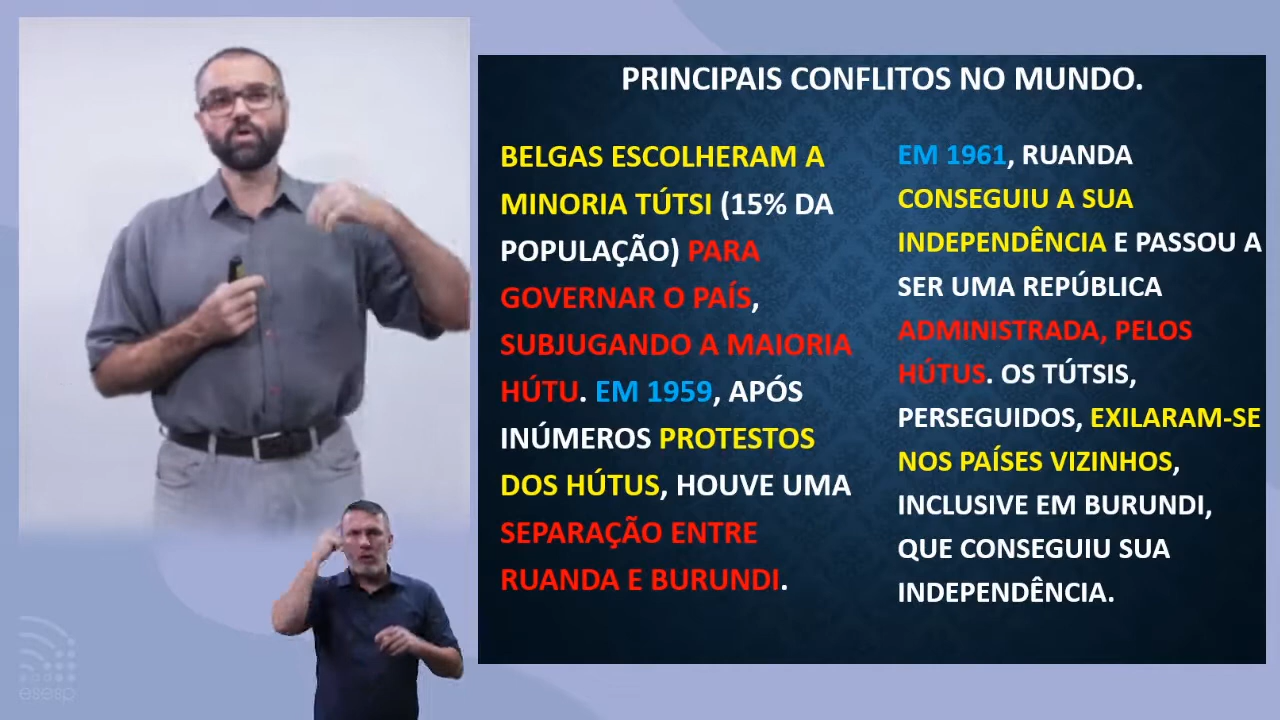 PRINCIPAIS CONFLITOS NO MUNDO.
BELGAS ESCOLHERAM A
MINORIA TÚTSI (15% DA
POPULAÇÃO) PARA
GOVERNAR O PAÍS,
SUBJUGANDO A MAIORIA
HÚTU. EM 1959, APÓS
INÚMEROS PROTESTOS
DOS HÚTUS, HOUVE UMA
SEPARAÇÃO ENTRE
RUANDA E BURUNDI.
EM 1961, RUANDA
CONSEGUIU A SUA
INDEPENDÊNCIA E PASSOU A
SER UMA REPÚBLICA
ADMINISTRADA, PELOS
HÚTUS. OS TÚTSIS,
PERSEGUIDOS, EXILARAM-SE
NOS PAÍSES VIZINHOS,
INCLUSIVE EM BURUNDI,
QUE CONSEGUIU SUA
INDEPENDÊNCIA.
esesp